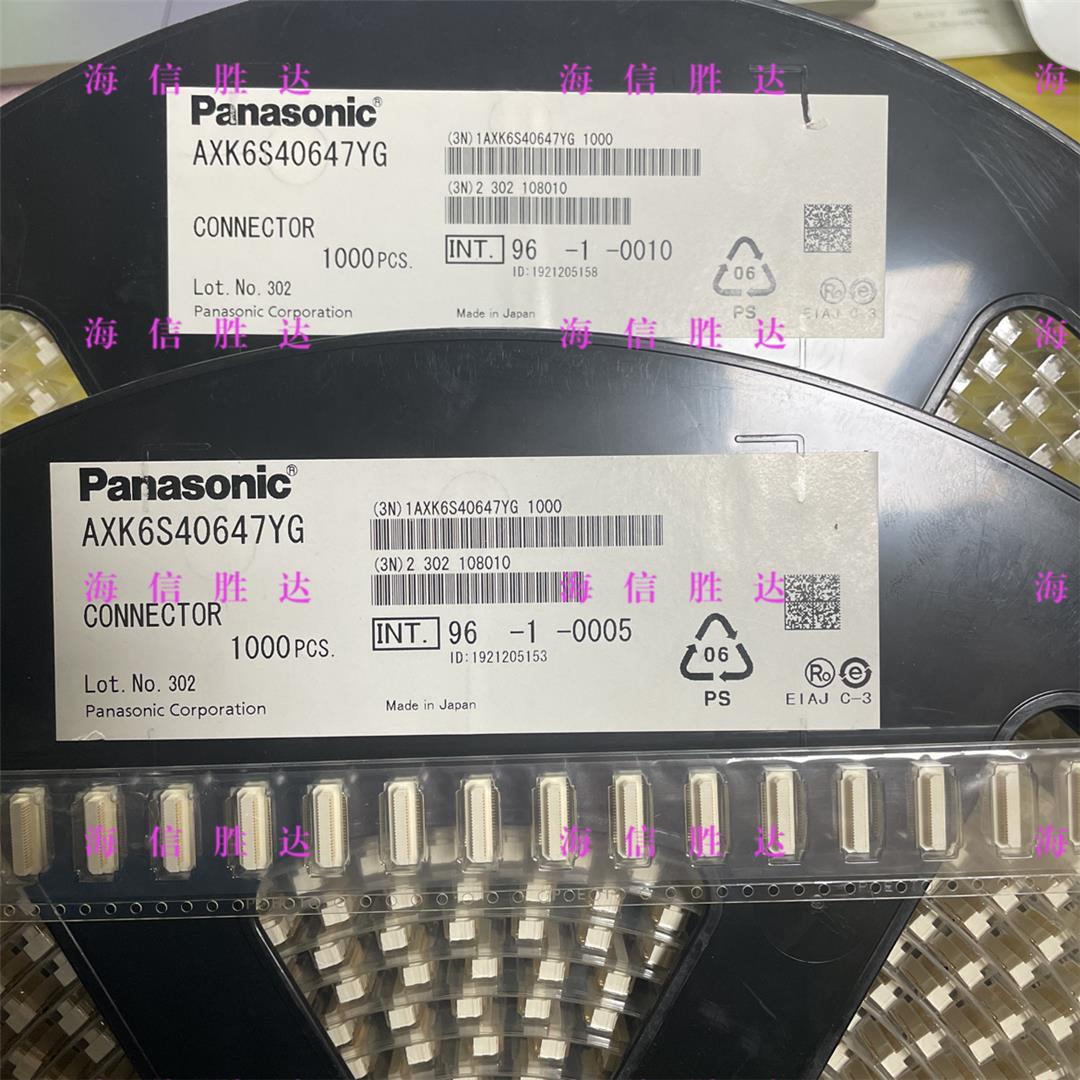 海信胜达 海信胜达 海
Panasonic®
AXK6S40647YG
(3N)1AXK6S40647YG 1000
(3N)2 302 108010
CONNECTOR
1000PCS.
INT. 96 -1 -0010
ID:1921205158
06
PS
Lot. No. 302
Panasonic Corporation
Made in Japan
EIAJ C-3
海信胜达 海信胜达 海
Panasonic®
AXK6S40647YG
(3N)1AXK6S40647YG 1000
(3N)2 302 108010
海信胜达 海信胜达 海
CONNECTOR
1000PCS.
INT. 96 -1 -0005
ID:1921205153
06
PS
Ro e
EIAJ C-3
Lot. No. 302
Panasonic Corporation
Made in Japan
海信胜达 海信胜达 海